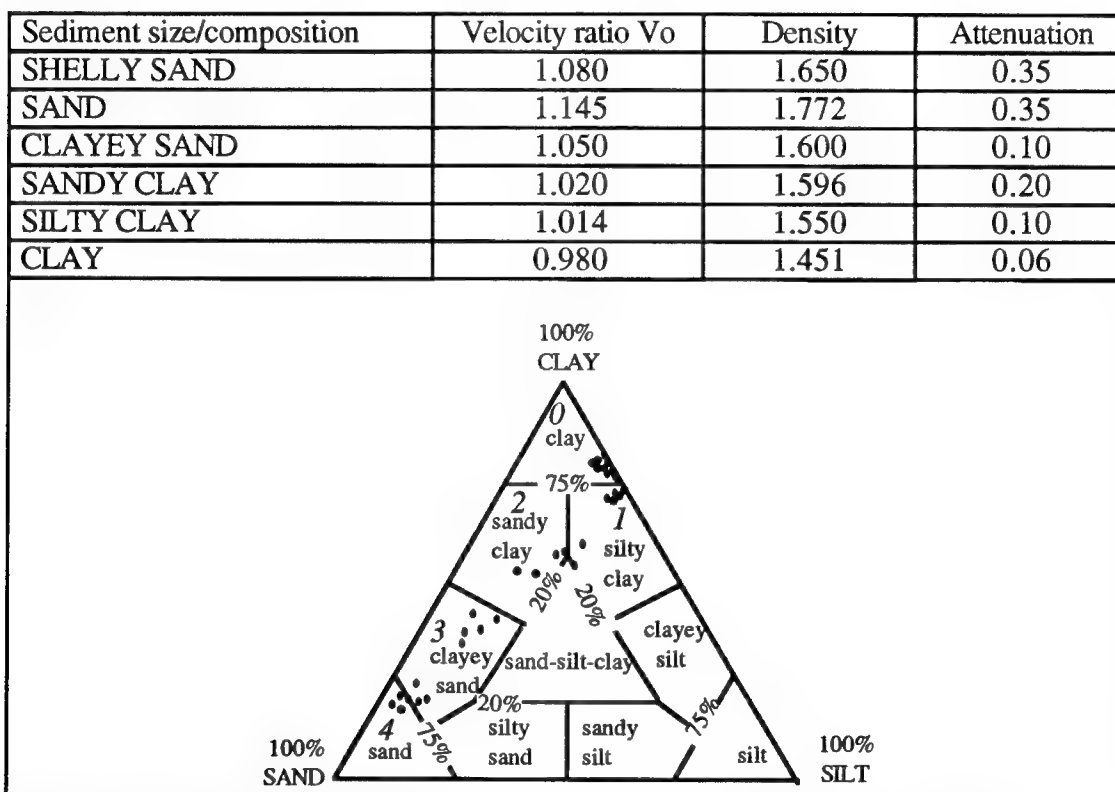 Sediment size/composition Velocity ratio Vo Density Attenuation
SHELLY SAND 1.080 1.650 0.35
SAND 1.145 1.772 0.35
CLAYEY SAND 1.050 1.600 0.10
SANDY CLAY 1.020 1.596 0.20
SILTY CLAY 1.014 1.550 0.10
CLAY 0.980 1.451 0.06
100%
CLAY
0
clay
75%
2
sandy
clay
1
silty
clay
20%
20%
3
clayey
sand
sand-silt-clay
clayey
silt
20%
4
sand
75%
silty
sand
sandy
silt
75%
silt
100%
SAND
100%
SILT